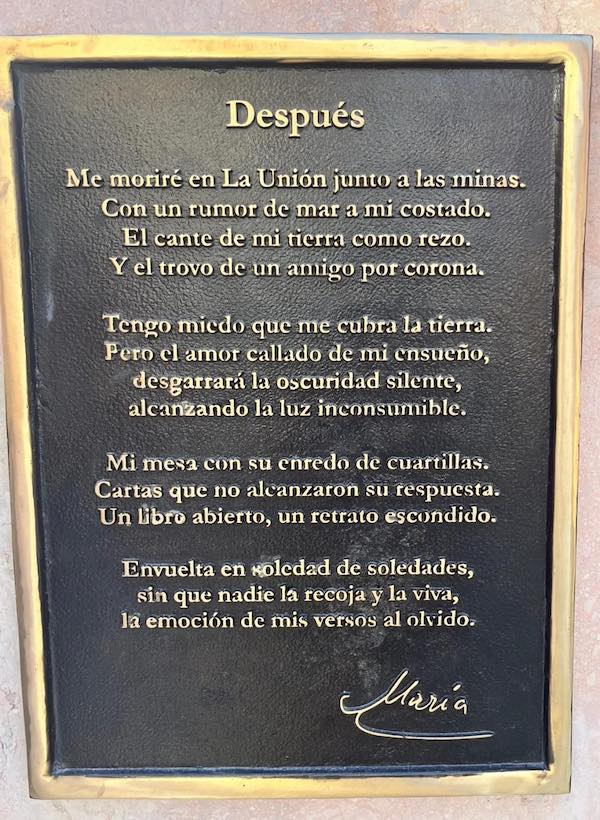 Después
Me moriré en La Unión junto a las minas.
Con un rumor de mar a mi costado.
El cante de mi tierra como rezo.
Y el trovo de un amigo por corona.
Tengo miedo que me cubra la tierra.
Pero el amor callado de mi ensueño,
desgarrará la oscuridad silente,
alcanzando la luz inconsumible.
Mi mesa con su enredo de cuartillas.
Cartas que no alcanzaron su respuesta.
Un libro abierto, un retrato escondido.
Envuelta en soledad de soledades,
sin que nadie la recoja y la viva,
la emoción de mis versos al olvido.
María